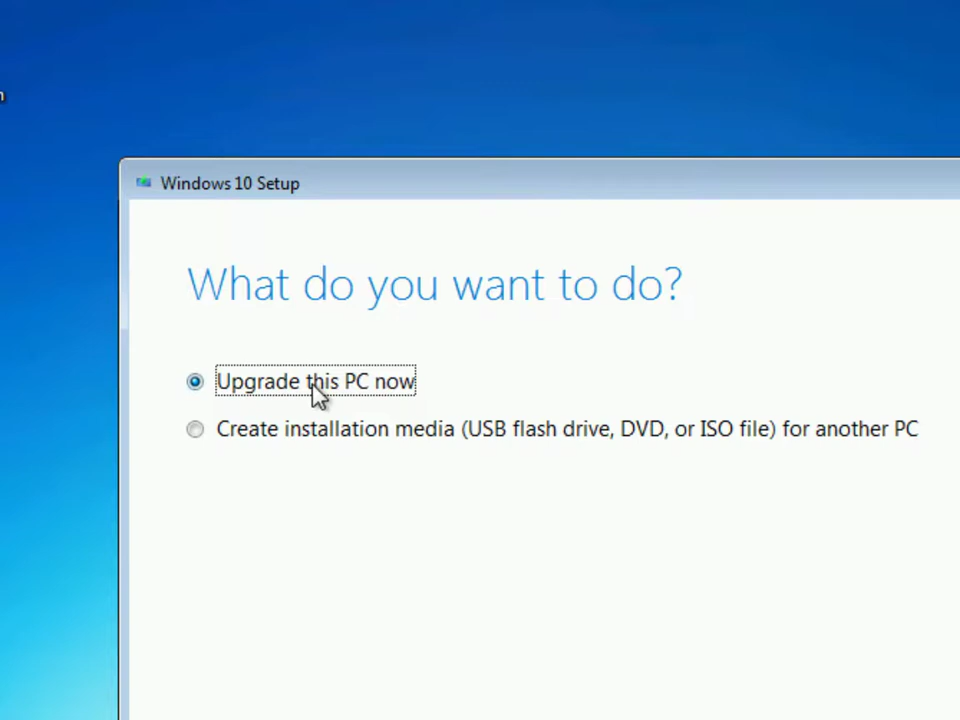 Windows 10 Setup
What do you want to do?
Upgrade this PC now
Create installation media (USB flash drive, DVD, or ISO file) for another PC